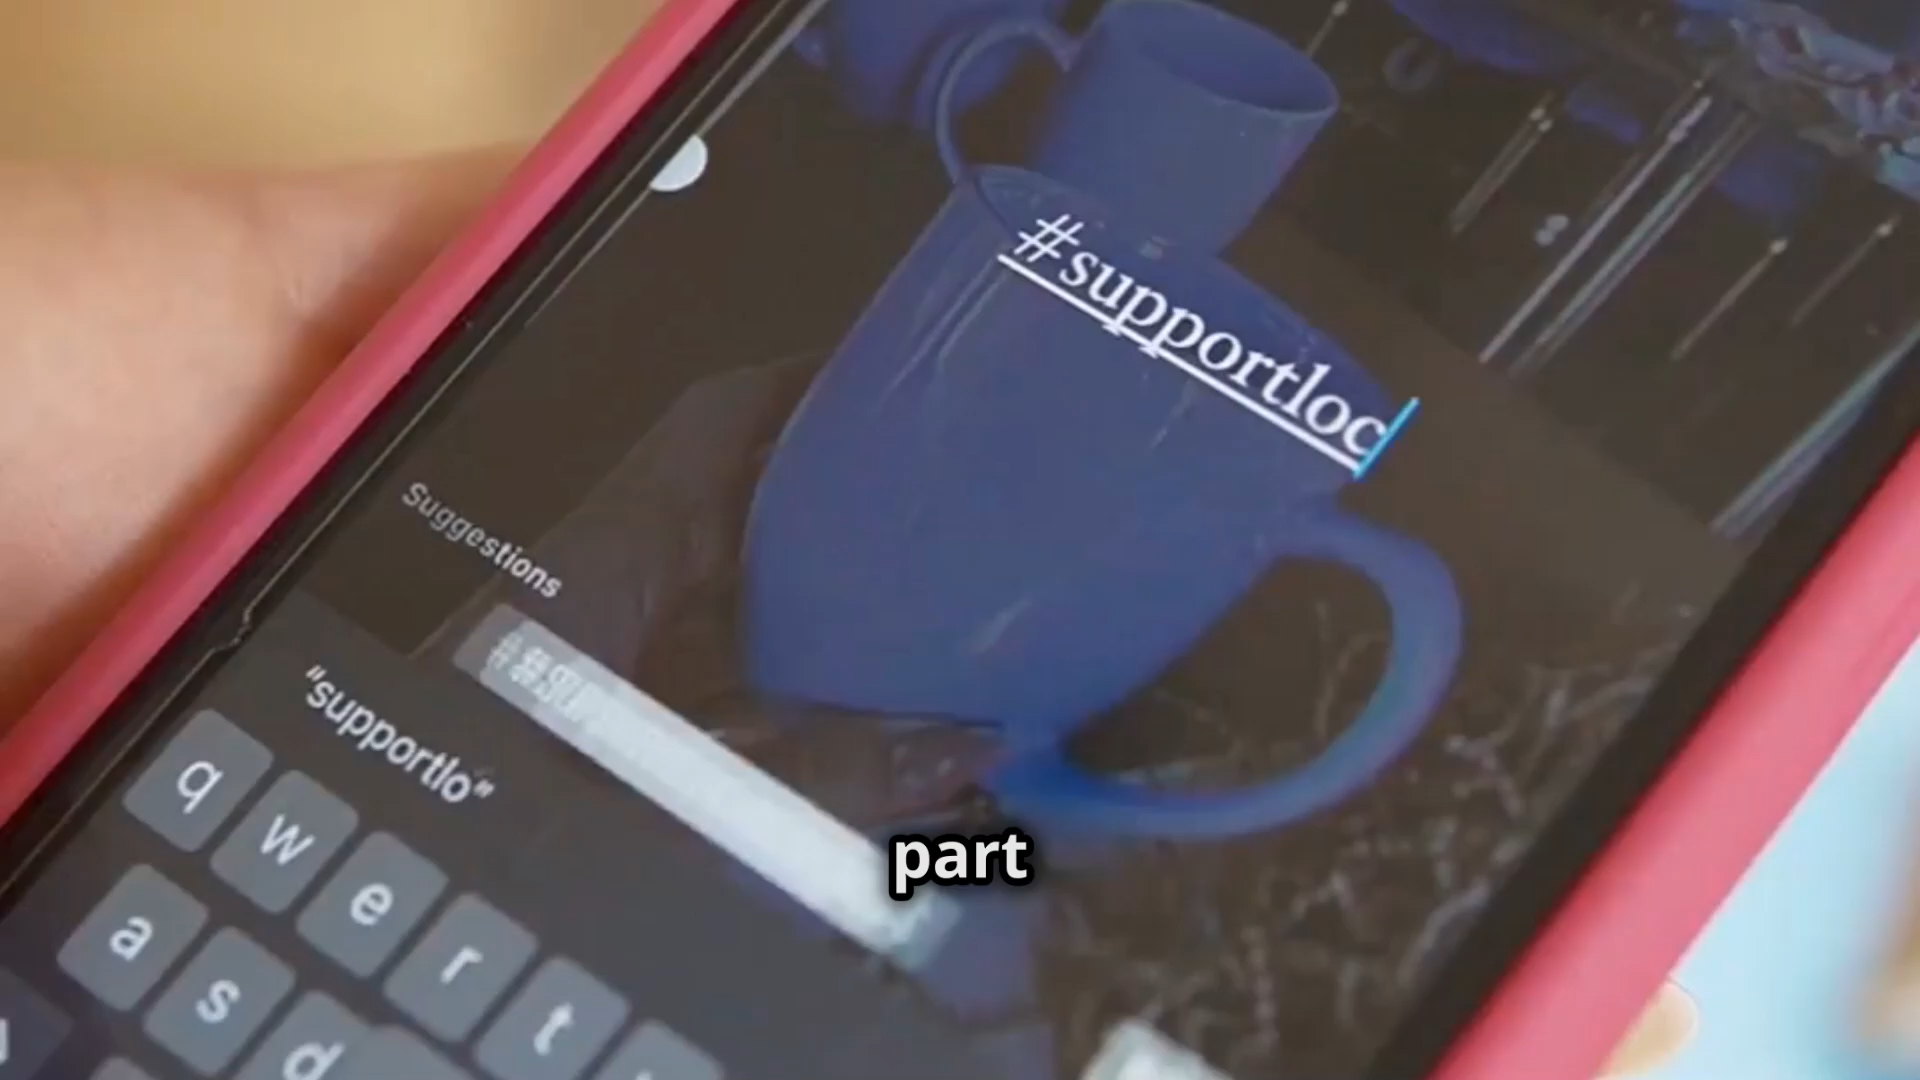 #supportloc
Suggestions
"supportlo"
q w e r t
a s d
part